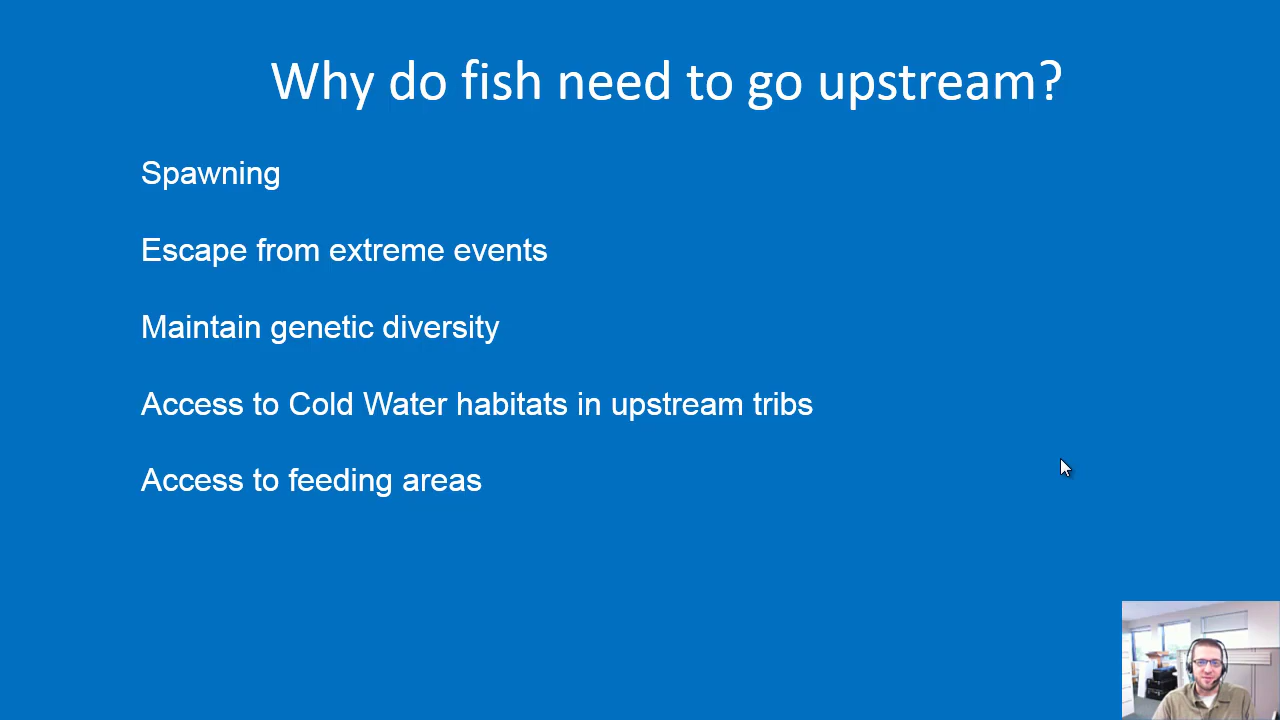 Why do fish need to go upstream?
Spawning
Escape from extreme events
Maintain genetic diversity
Access to Cold Water habitats in upstream tribs
Access to feeding areas